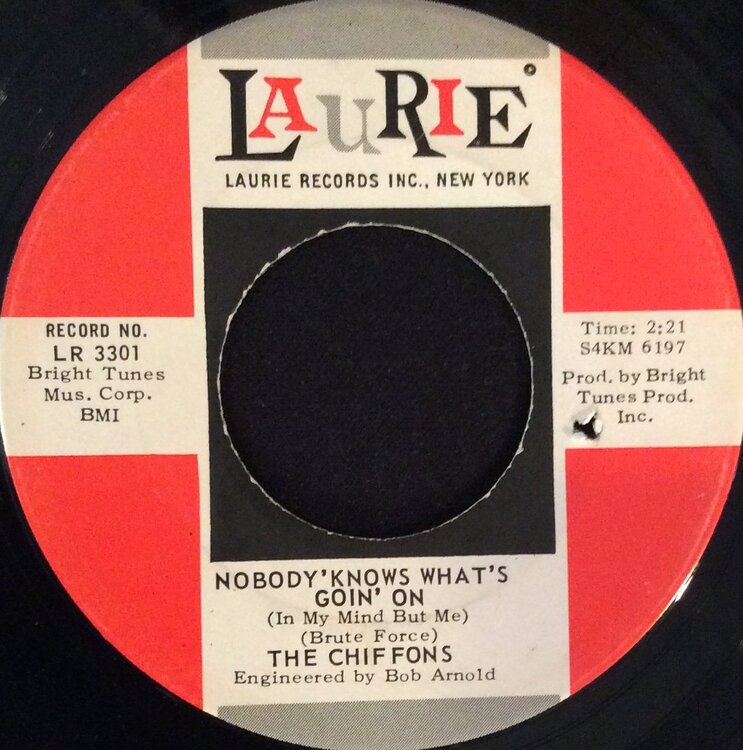 LAURIE
LAURIE RECORDS INC., NEW YORK
RECORD NO.
LR 3301
Bright Tunes
Mus. Corp.
BMI
Time: 2:21
S4KM 6197
Prod. by Bright
Tunes Prod.
Inc.
NOBODY'KNOWS WHAT'S
GOIN' ON
(In My Mind But Me)
(Brute Force)
THE CHIFFONS
Engineered by Bob Arnold